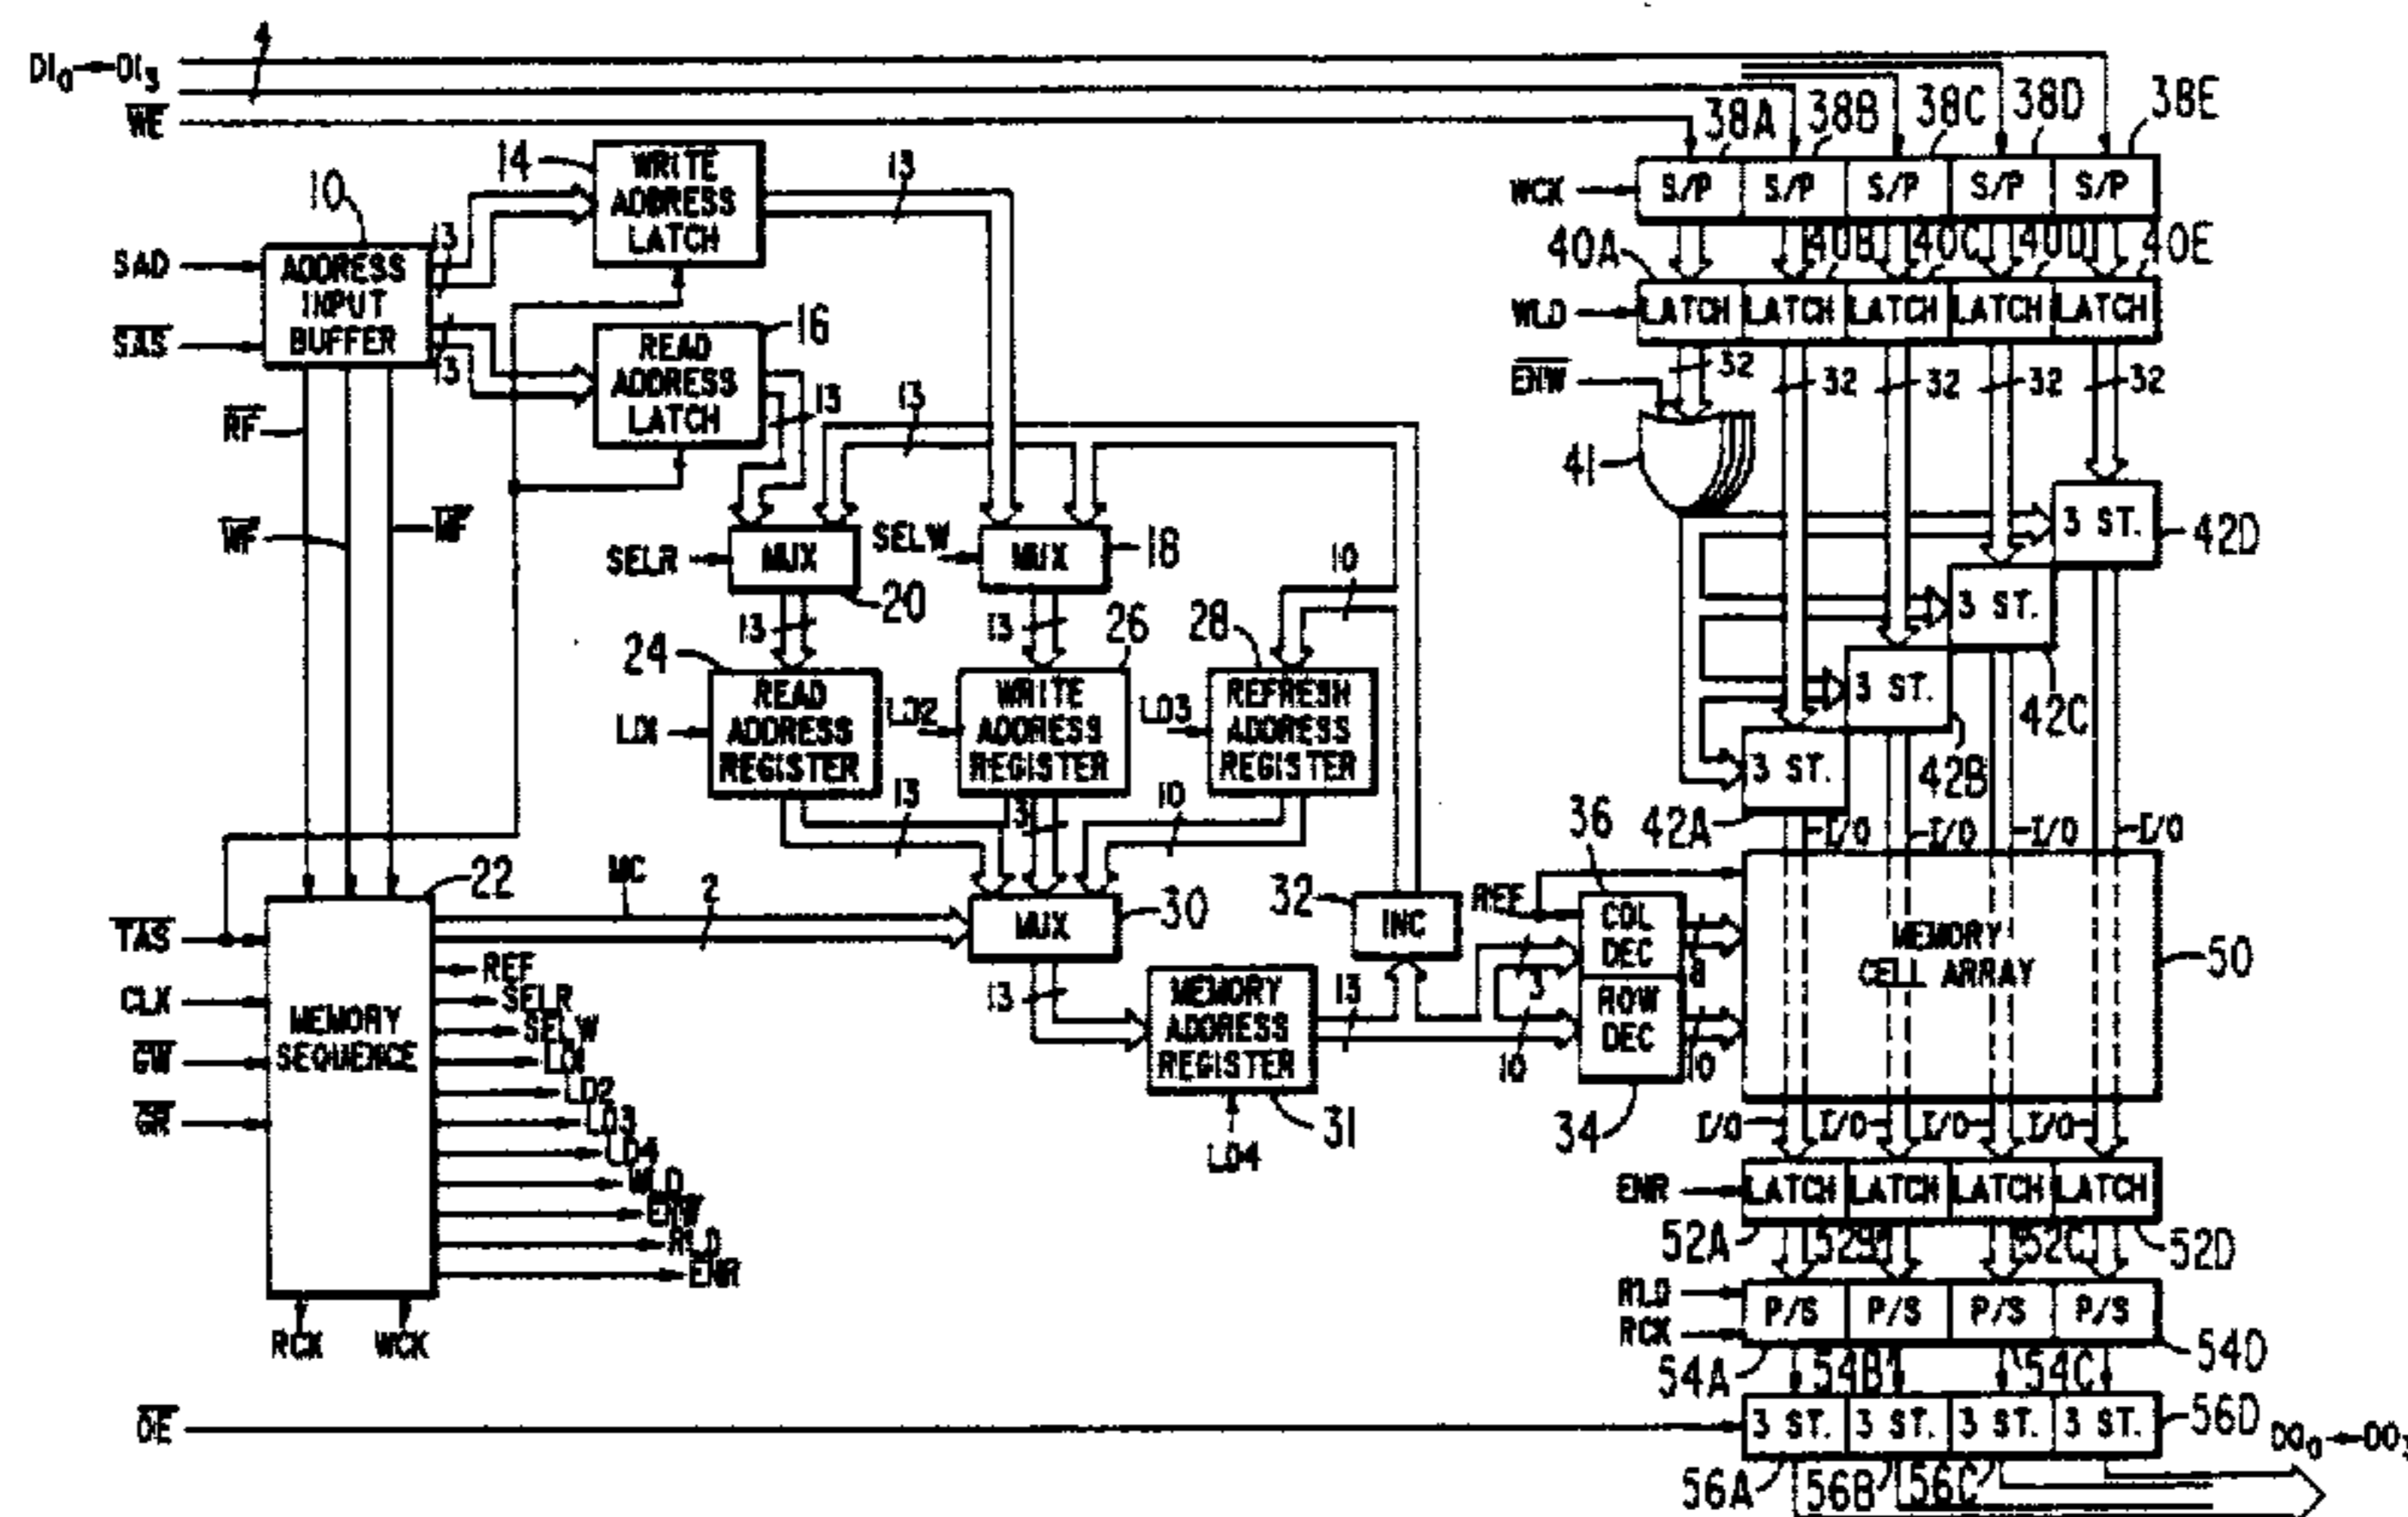 4
DI0 DI3
WE
38A 38B 38C 38D 38E
WCK S/P S/P S/P S/P S/P
40A 40B 40C 40D 40E
WLD LATCH LATCH LATCH LATCH LATCH
ENW 32 32 32 32 32
41
10
SAD
SAS
ADDRESS
INPUT
BUFFER
13
13
14
WRITE
ADDRESS
LATCH
13
16
READ
ADDRESS
LATCH
13
13
RF
WF
SELR MUX 20
SELW MUX 18
10
13
13
24
READ
ADDRESS
REGISTER
26
LD2
WRITE
ADDRESS
REGISTER
28
LD3
REFRESH
ADDRESS
REGISTER
13
10
3 ST. 42D
3 ST. 42C
3 ST. 42B
3 ST. 42A
I/O I/O I/O I/O
22
TAS
CLK
GW
GR
MEMORY
SEQUENCE
MC 2
MUX 30
13
REF
SELR
SELW
LD1
LD2
LD3
LD4
WLD
ENW
RLD
ENR
RCK WCK
32 INC
MEMORY
ADDRESS
REGISTER
31
LD4
13
3
10
REF
36
COL
DEC
ROW
DEC
34
8
10
MEMORY
CELL ARRAY
50
I/O I/O I/O I/O
ENR LATCH LATCH LATCH LATCH
52A 52B 52C 52D
RLD
RCK
P/S P/S P/S P/S
54A 54B 54C 54D
OE 3 ST. 3 ST. 3 ST. 3 ST.
56A 56B 56C 56D
DO0